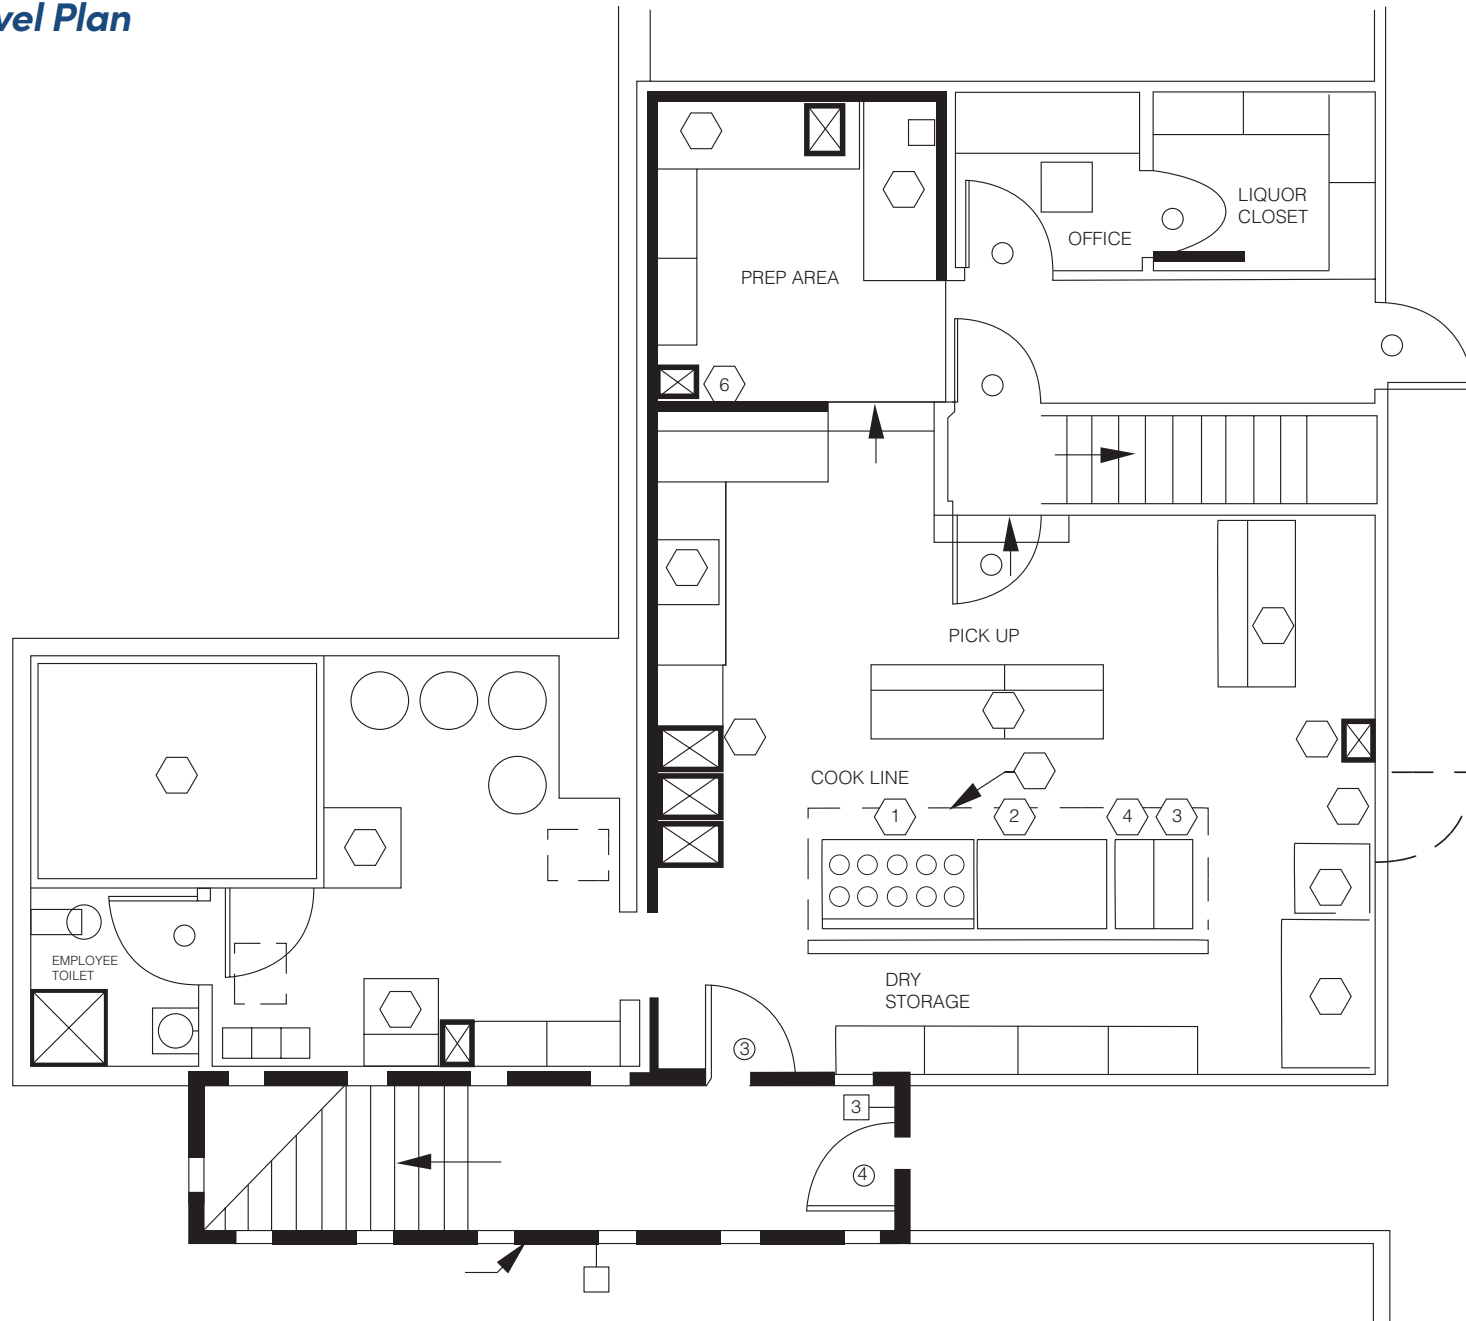 vel Plan
LIQUOR
CLOSET
OFFICE
PREP AREA
6
PICK UP
COOK LINE
1
2
4
3
EMPLOYEE
TOILET
DRY
STORAGE
3
3
4